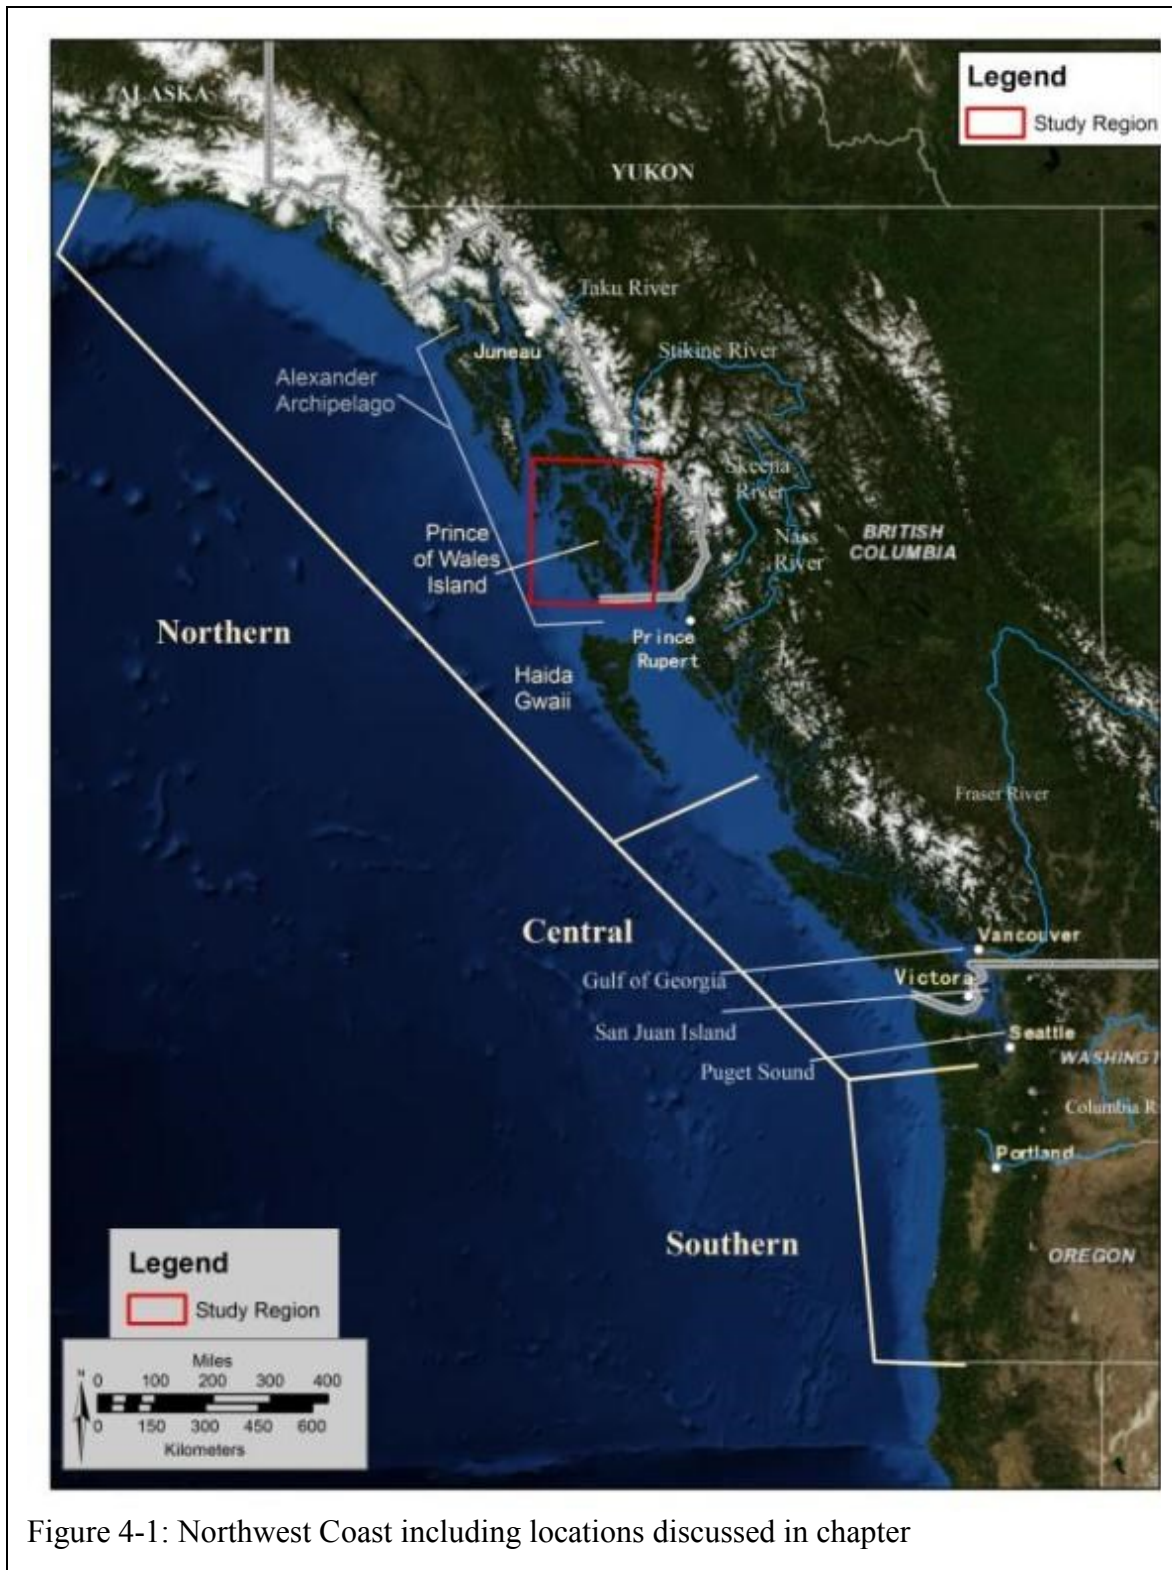 Legend
Study Region
ALASKA
YUKON
Taku River
Juneau
Stikine River
Alexander
Archipelago
Skeena
River
Prince
of Wales
Island
Nass
River
BRITISH
COLUMBIA
Northern
Prince
Rupert
Haida
Gwaii
Fraser River
Central
Vancouver
Gulf of Georgia
Victora
San Juan Island
Seattle
Puget Sound
WASHINGT
Columbia R
Portland
Southern
OREGON
Legend
Study Region
Miles
N
0 100 200 300 400
0 150 300 450 600
Kilometers
Figure 4-1: Northwest Coast including locations discussed in chapter